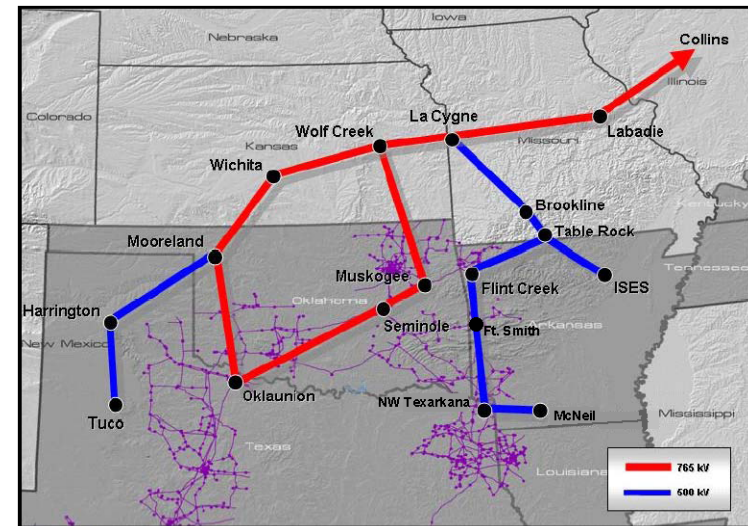 Iowa
Nebraska
Collins
Illinois
La Cygne
Colorado
Wolf Creek
Labadie
Kansas
Missouri
Wichita
Brookline
Kentucky
Mooreland
Table Rock
Tennessee
Muskogee
Flint Creek
ISES
Oklahoma
Harrington
Seminole
Ft. Smith
Arkansas
New Mexico
Oklaunion
Tuco
NW Texarkana
McNeil
Mississippi
Texas
Louisiana
765 kV
500 kV